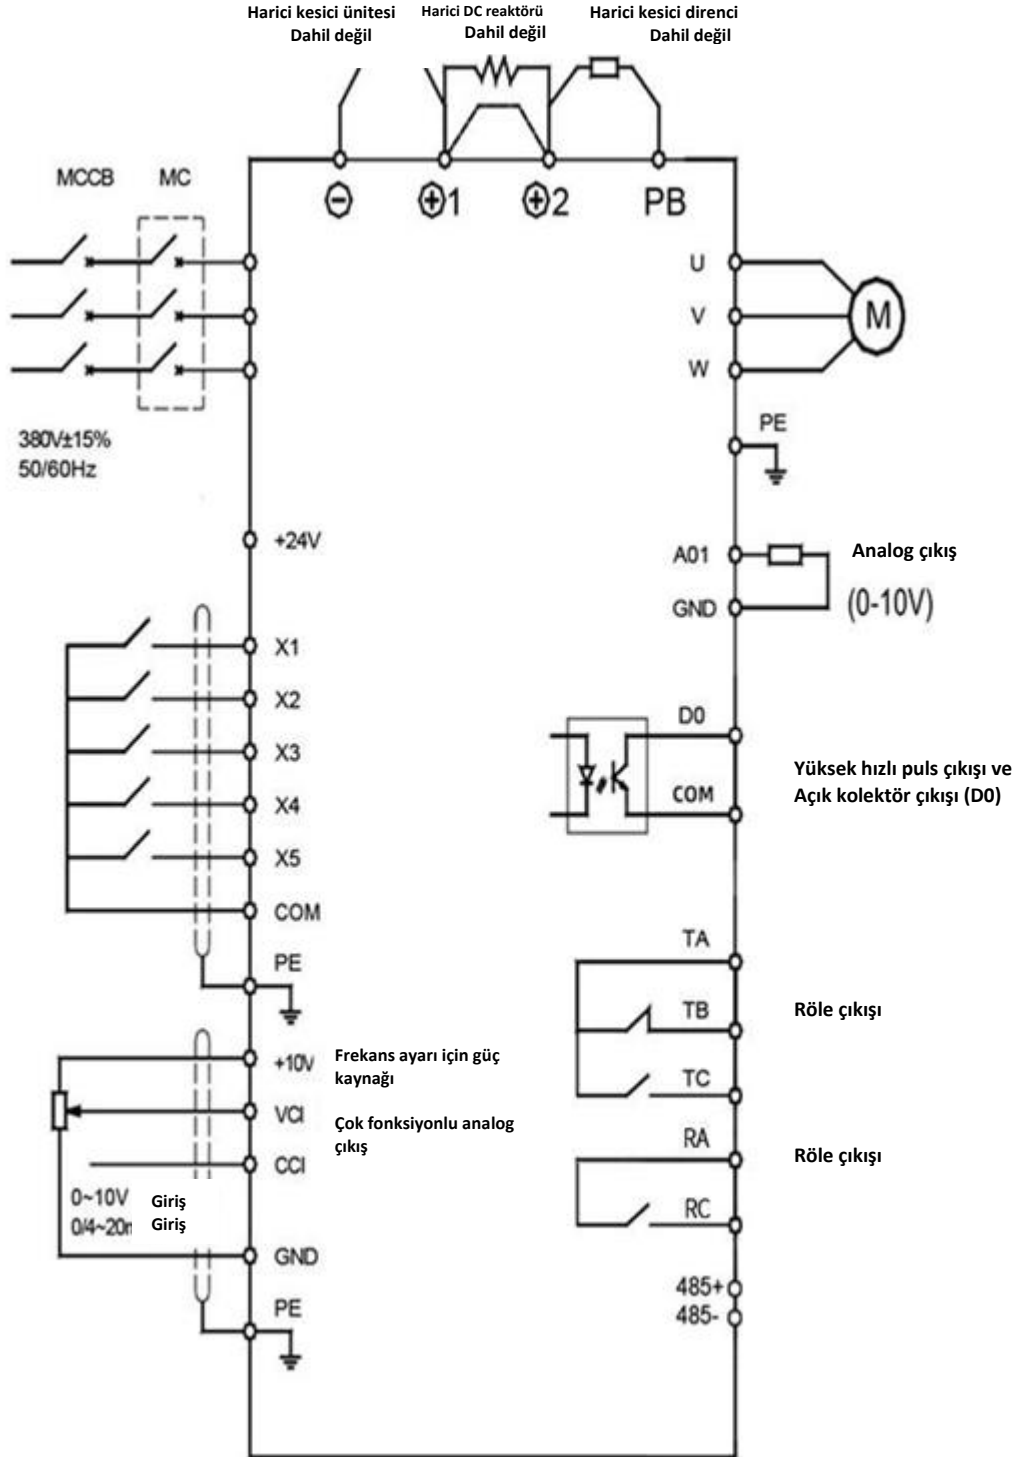 Harici kesici ünitesi
Dahil değil
Harici DC reaktörü
Dahil değil
Harici kesici direnci
Dahil değil
MCCB
MC
⊖
⊕1
⊕2
PB
U
V
W
M
380V±15%
50/60Hz
PE
+24V
A01
Analog çıkış
GND
(0-10V)
X1
X2
X3
X4
X5
COM
PE
D0
COM
Yüksek hızlı puls çıkışı ve
Açık kolektör çıkışı (D0)
TA
TB
Röle çıkışı
TC
RA
Röle çıkışı
RC
485+
485-
+10V
Frekans ayarı için güç
kaynağı
VCI
Çok fonksiyonlu analog
çıkış
CCI
0~10V Giriş
0/4~20 Giriş
GND
PE